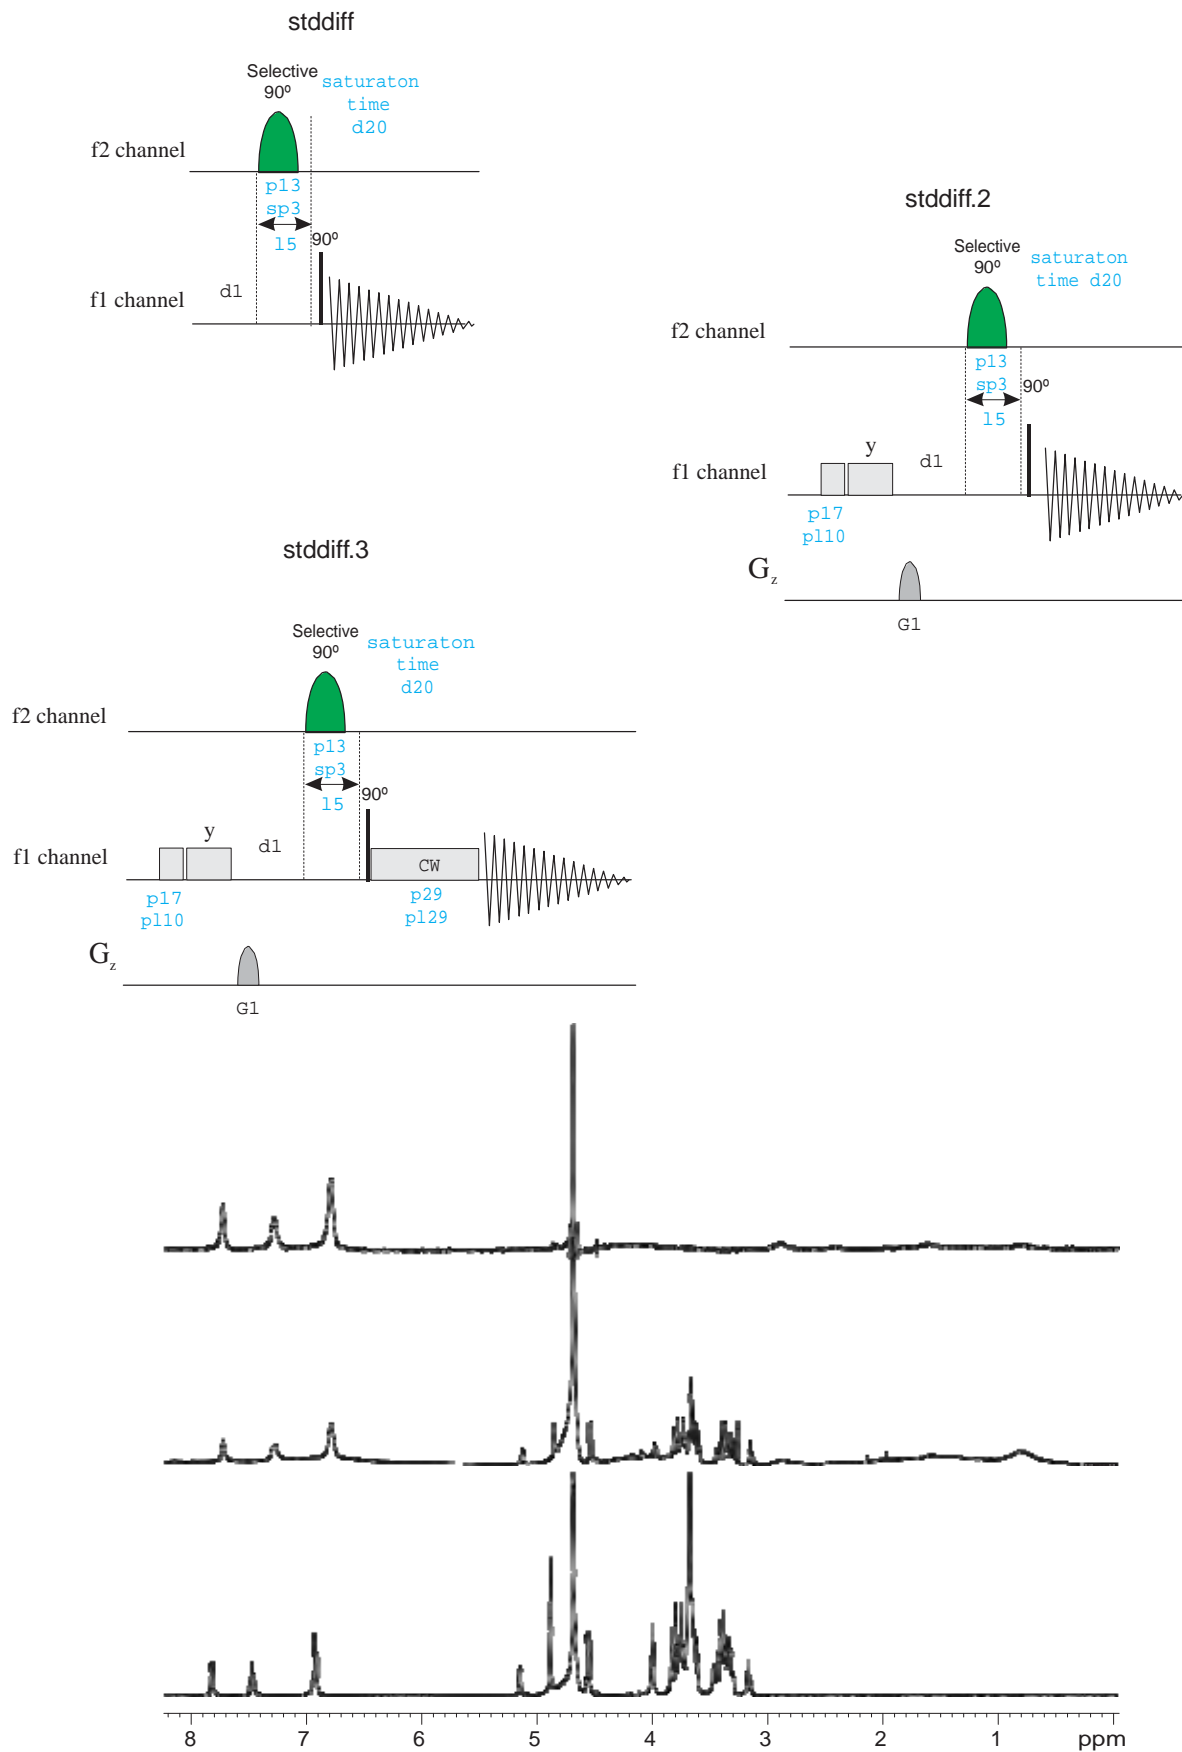 stddiff
Selective
90º
saturaton
time
d20
f2 channel
p13
sp3
l5
90º
d1
f1 channel
stddiff.2
Selective
90º
saturaton
time d20
f2 channel
p13
sp3
90º
l5
y
d1
f1 channel
p17
pl10
Gz
G1
stddiff.3
Selective
90º
saturaton
time
d20
f2 channel
p13
sp3
90º
l5
y
d1
f1 channel
CW
p17
pl10
p29
pl29
Gz
G1
8 7 6 5 4 3 2 1 ppm